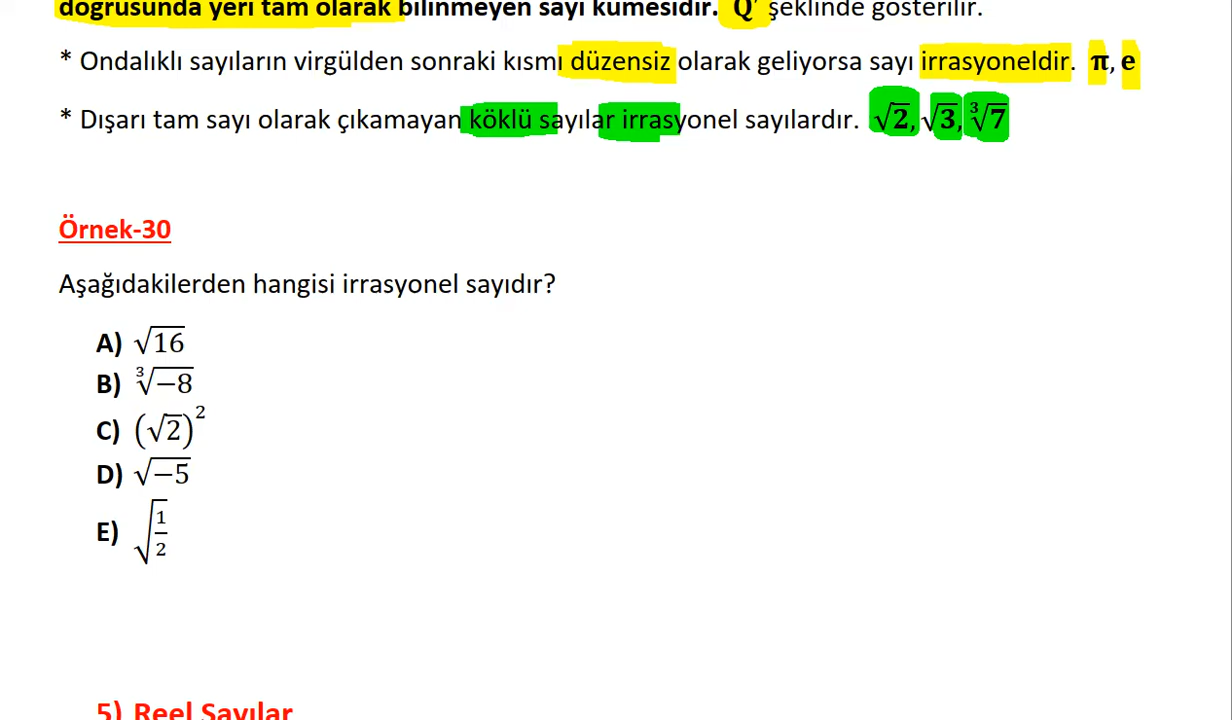 doğrusunda yeri tam olarak bilinmeyen sayı kümesidir. Q′ şeklinde gösterilir.
* Ondalıklı sayıların virgülden sonraki kısmı düzensiz olarak geliyorsa sayı irrasyoneldir. π, e
* Dışarı tam sayı olarak çıkamayan köklü sayılar irrasyonel sayılardır. √2, √3, ∛7
Örnek-30
Aşağıdakilerden hangisi irrasyonel sayıdır?
A) √16
B) ∛−8
C) (√2)²
D) √−5
E) √(1/2)
5) Reel Sayılar